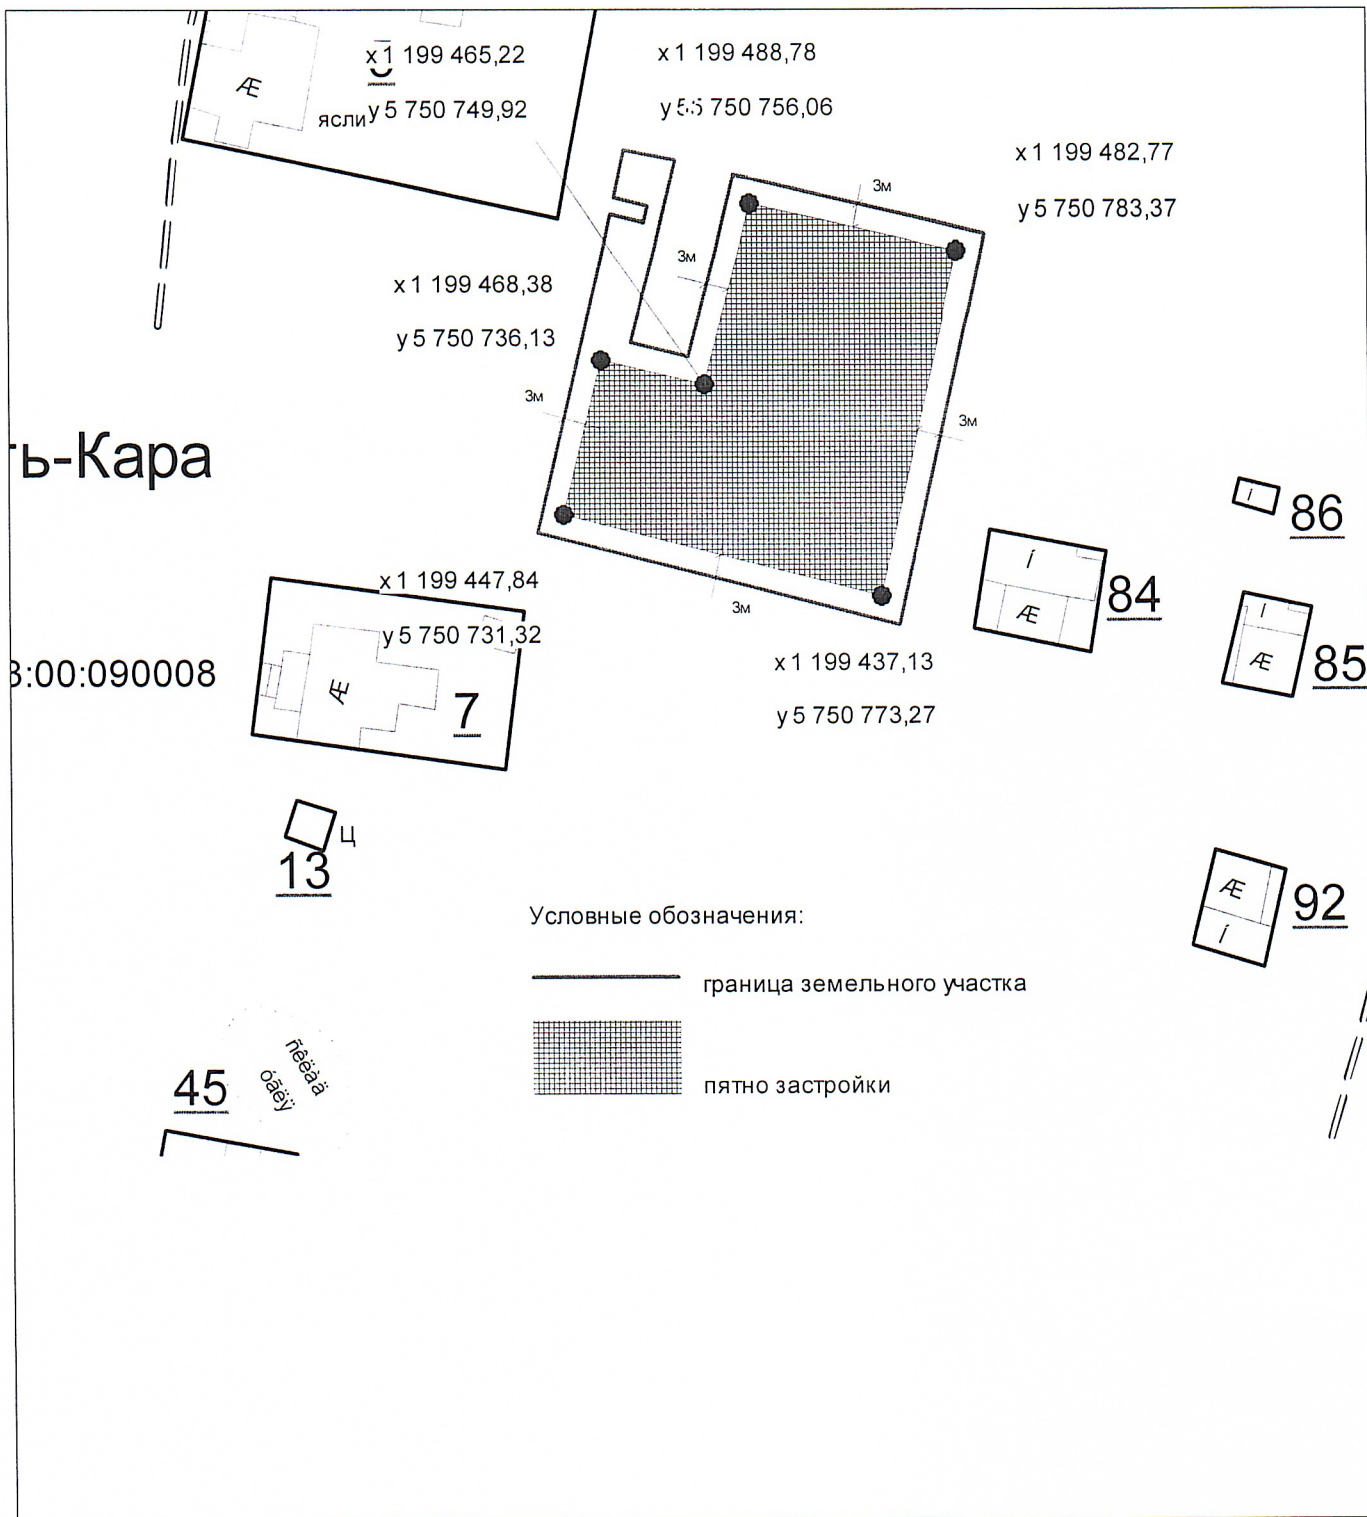 x 1 199 465,22
y 5 750 749,92
Æ
ясли
x 1 199 488,78
750 756,06
x 1 199 482,77
y 5 750 783,37
3м
3м
x 1 199 468,38
y 5 750 736,13
3м
3м
ь-Кара
86
Í
Æ
84
x 1 199 447,84
y 5 750 731,32
3м
Æ
85
x 1 199 437,13
y 5 750 773,27
:00:090008
Æ
7
Ц
13
Æ
Í
92
Условные обозначения:
граница земельного участка
пятно застройки
ñêëàä
óãëÿ
45